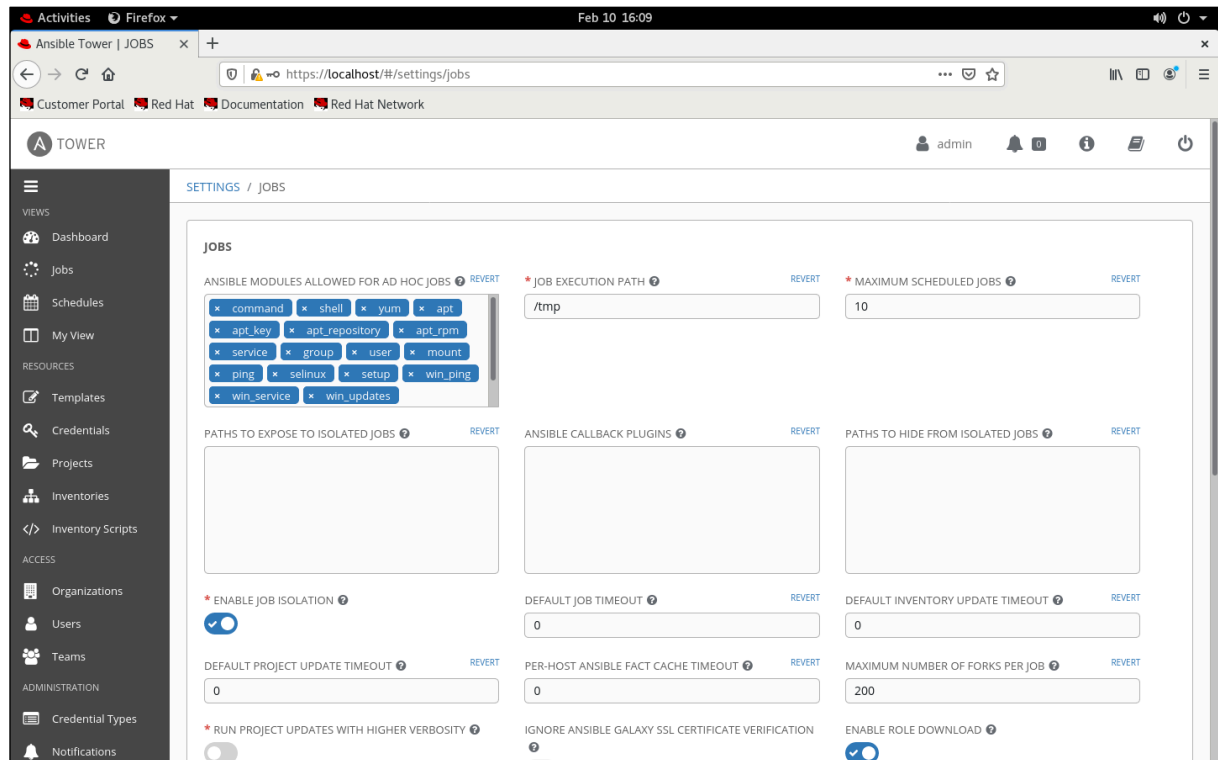 Activities Firefox Feb 10 16:09
Ansible Tower | JOBS × + ×
https://localhost/#/settings/jobs
Customer Portal Red Hat Documentation Red Hat Network
A TOWER admin 0
SETTINGS / JOBS
VIEWS
Dashboard
Jobs
Schedules
My View
RESOURCES
Templates
Credentials
Projects
Inventories
Inventory Scripts
ACCESS
Organizations
Users
Teams
ADMINISTRATION
Credential Types
Notifications
JOBS
ANSIBLE MODULES ALLOWED FOR AD HOC JOBS REVERT
× command × shell × yum × apt
× apt_key × apt_repository × apt_rpm
× service × group × user × mount
× ping × selinux × setup × win_ping
× win_service × win_updates
* JOB EXECUTION PATH REVERT
/tmp
* MAXIMUM SCHEDULED JOBS REVERT
10
PATHS TO EXPOSE TO ISOLATED JOBS REVERT
ANSIBLE CALLBACK PLUGINS REVERT
PATHS TO HIDE FROM ISOLATED JOBS REVERT
* ENABLE JOB ISOLATION
DEFAULT JOB TIMEOUT REVERT
0
DEFAULT INVENTORY UPDATE TIMEOUT REVERT
0
DEFAULT PROJECT UPDATE TIMEOUT REVERT
0
PER-HOST ANSIBLE FACT CACHE TIMEOUT REVERT
0
MAXIMUM NUMBER OF FORKS PER JOB REVERT
200
* RUN PROJECT UPDATES WITH HIGHER VERBOSITY
IGNORE ANSIBLE GALAXY SSL CERTIFICATE VERIFICATION
ENABLE ROLE DOWNLOAD